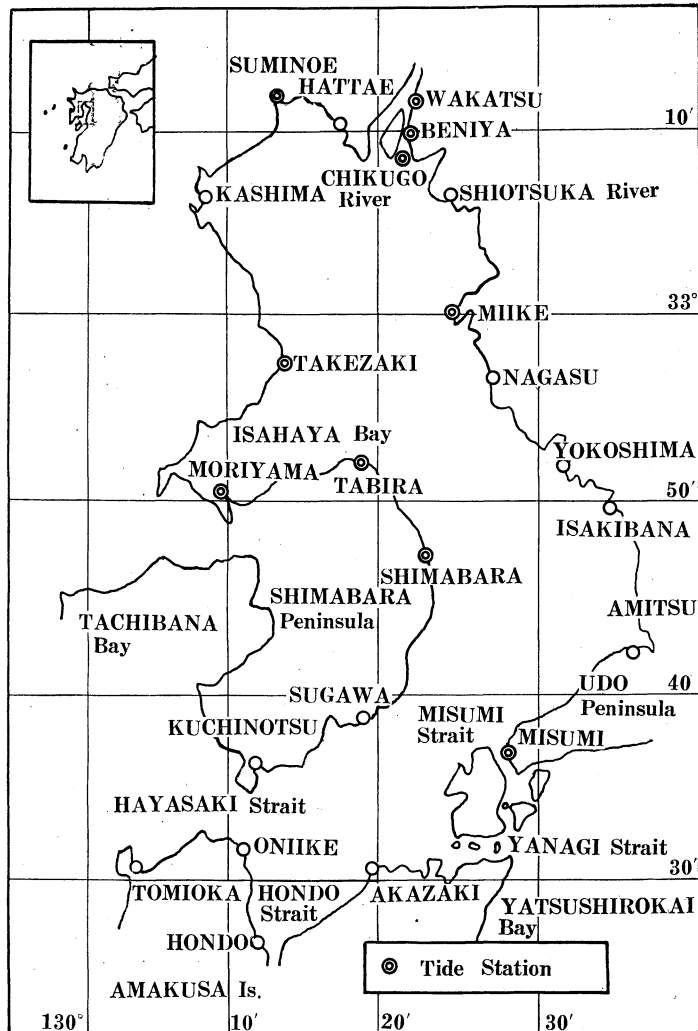 SUMINOE
HATTAE
WAKATSU
BENIYA
10′
CHIKUGO
River
KASHIMA
SHIOTSUKA River
MIIKE
33°
TAKEZAKI
NAGASU
ISAHAYA Bay
YOKOSHIMA
MORIYAMA
TABIRA
50′
ISAKIBANA
SHIMABARA
SHIMABARA
Peninsula
AMITSU
TACHIBANA
Bay
UDO
Peninsula
SUGAWA
40
MISUMI
Strait
KUCHINOTSU
MISUMI
HAYASAKI Strait
ONIIKE
YANAGI Strait
30′
TOMIOKA
HONDO
Strait
AKAZAKI
YATSUSHIROKAI
Bay
HONDO
Tide Station
AMAKUSA Is.
130°
10′
20′
30′